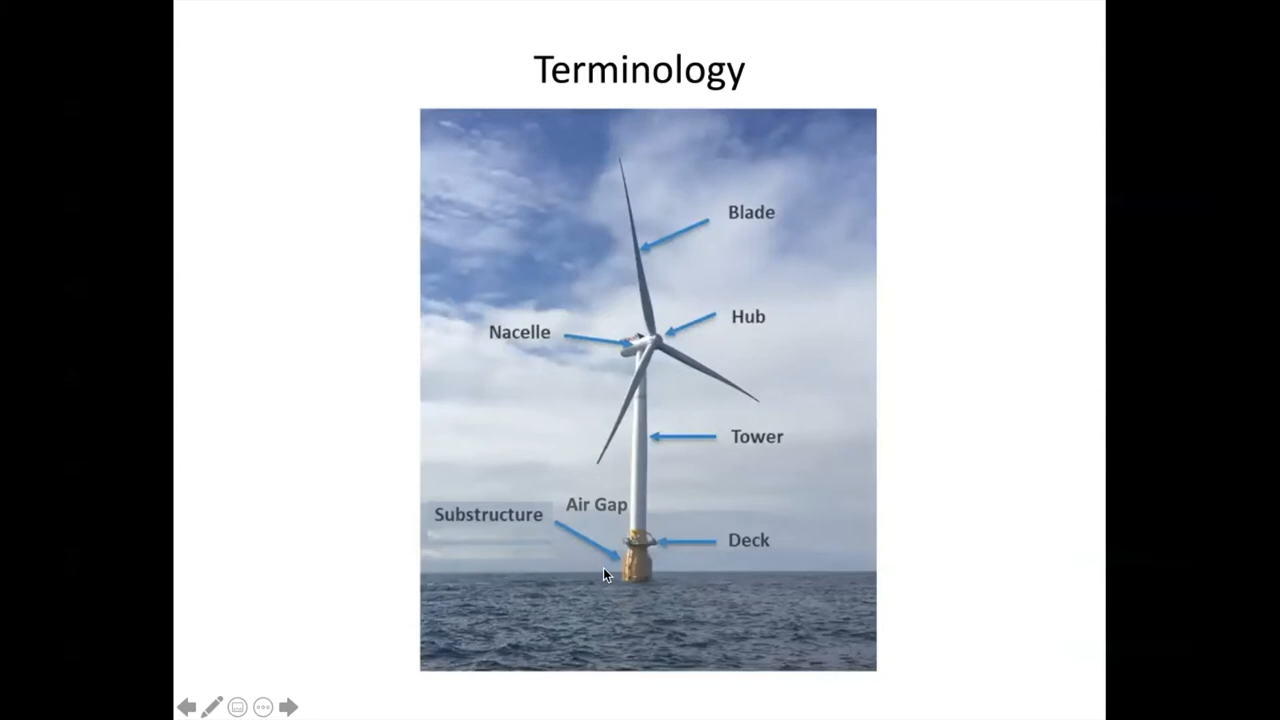 Terminology
Blade
Hub
Nacelle
Tower
Air Gap
Substructure
Deck